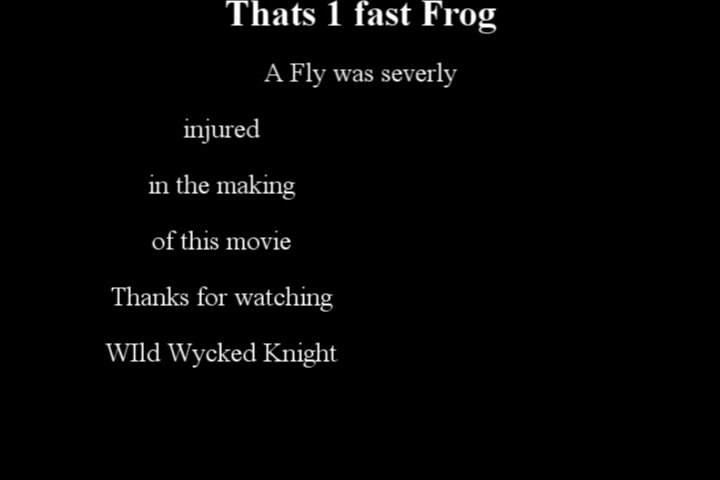 Thats 1 fast Frog
A Fly was severly
injured
in the making
of this movie
Thanks for watching
WIld Wycked Knight